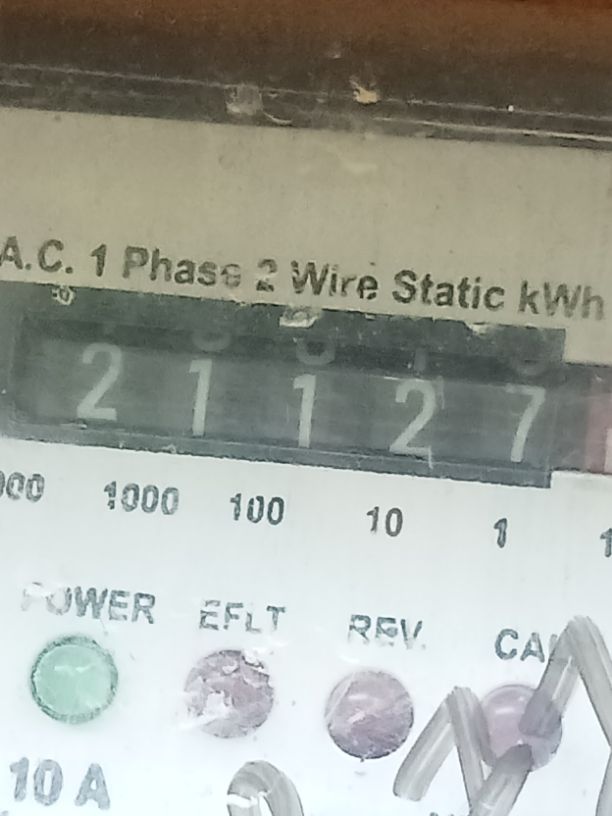 A.C. 1 Phase 2 Wire Static kWh
2 1 1 2 7
1000 100 10 1
POWER EFLT REV.
10 A